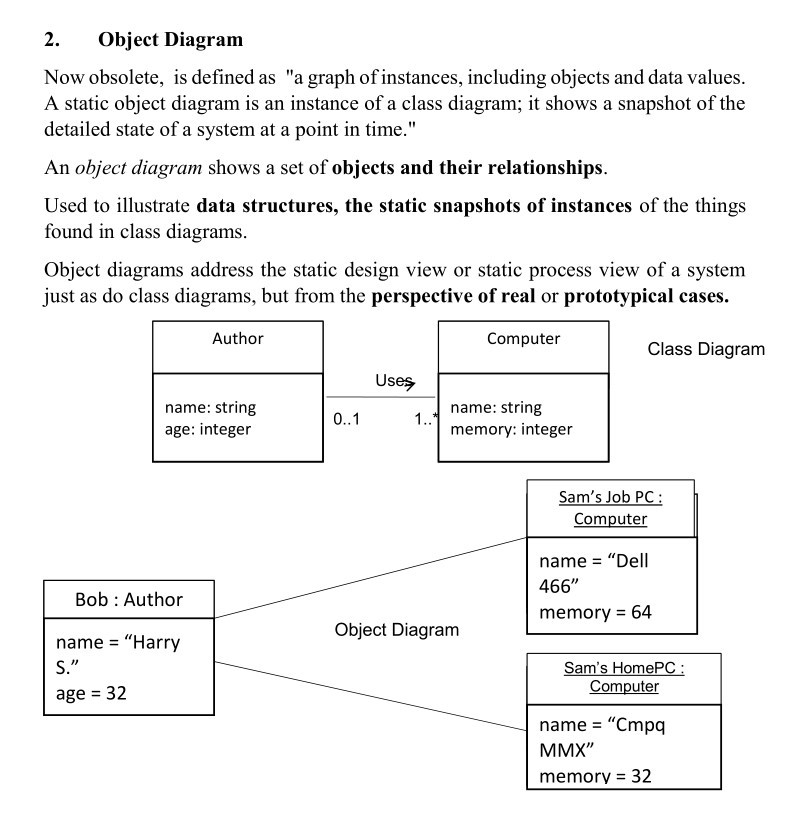 2. Object Diagram
Now obsolete, is defined as "a graph of instances, including objects and data values.
A static object diagram is an instance of a class diagram; it shows a snapshot of the
detailed state of a system at a point in time."
An object diagram shows a set of objects and their relationships.
Used to illustrate data structures, the static snapshots of instances of the things
found in class diagrams.
Object diagrams address the static design view or static process view of a system
just as do class diagrams, but from the perspective of real or prototypical cases.
Author
Computer
Class Diagram
Uses
name: string
age: integer
0..1
1..*
name: string
memory: integer
Sam's Job PC :
Computer
name = “Dell
466”
memory = 64
Bob : Author
name = “Harry
S.”
age = 32
Object Diagram
Sam's HomePC :
Computer
name = “Cmpq
MMX”
memory = 32